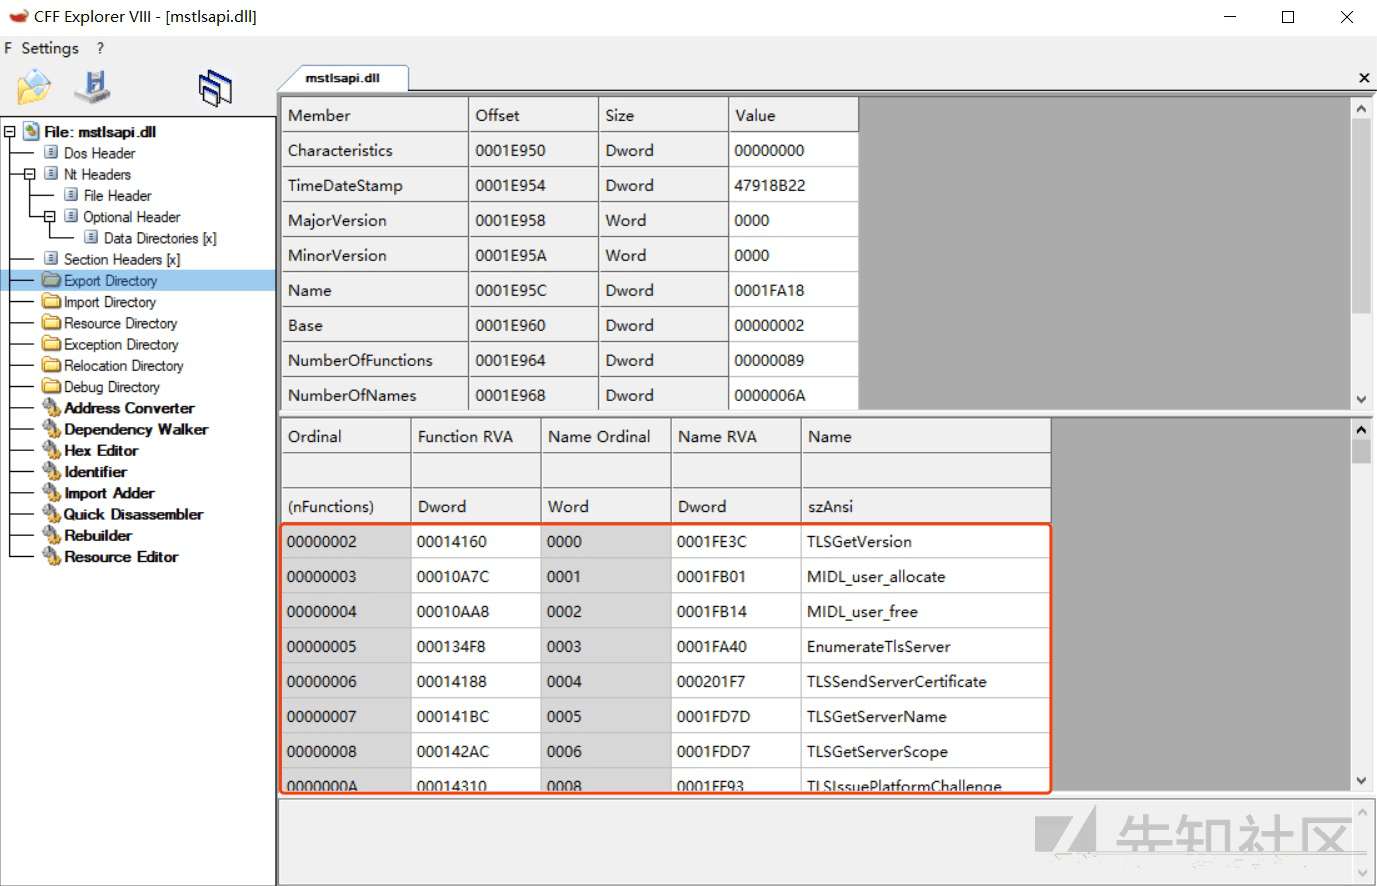 CFF Explorer VIII - [mstlsapi.dll]
F Settings ?
mstlsapi.dll
File: mstlsapi.dll
Dos Header
Nt Headers
File Header
Optional Header
Data Directories [x]
Section Headers [x]
Export Directory
Import Directory
Resource Directory
Exception Directory
Relocation Directory
Debug Directory
Address Converter
Dependency Walker
Hex Editor
Identifier
Import Adder
Quick Disassembler
Rebuilder
Resource Editor
Member Offset Size Value
Characteristics 0001E950 Dword 00000000
TimeDateStamp 0001E954 Dword 47918B22
MajorVersion 0001E958 Word 0000
MinorVersion 0001E95A Word 0000
Name 0001E95C Dword 0001FA18
Base 0001E960 Dword 00000002
NumberOfFunctions 0001E964 Dword 00000089
NumberOfNames 0001E968 Dword 0000006A
Ordinal Function RVA Name Ordinal Name RVA Name
(nFunctions) Dword Word Dword szAnsi
00000002 00014160 0000 0001FE3C TLSGetVersion
00000003 00010A7C 0001 0001FB01 MIDL_user_allocate
00000004 00010AA8 0002 0001FB14 MIDL_user_free
00000005 000134F8 0003 0001FA40 EnumerateTlsServer
00000006 00014188 0004 000201F7 TLSSendServerCertificate
00000007 000141BC 0005 0001FD7D TLSGetServerName
00000008 000142AC 0006 0001FDD7 TLSGetServerScope
0000000A 00014310 0008 0001FF93 TLSIssuePlatformChallenge
先知社区